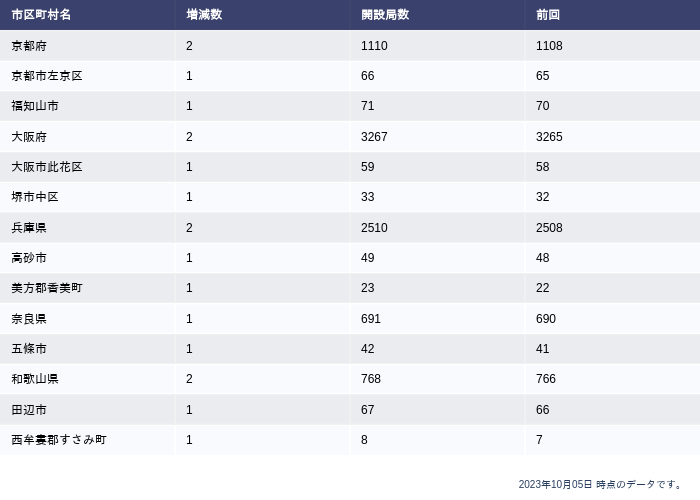 市区町村名 増減数 開設局数 前回
京都府 2 1110 1108
京都市左京区 1 66 65
福知山市 1 71 70
大阪府 2 3267 3265
大阪市此花区 1 59 58
堺市中区 1 33 32
兵庫県 2 2510 2508
高砂市 1 49 48
美方郡香美町 1 23 22
奈良県 1 691 690
五條市 1 42 41
和歌山県 2 768 766
田辺市 1 67 66
西牟婁郡すさみ町 1 8 7
2023年10月05日 時点のデータです。